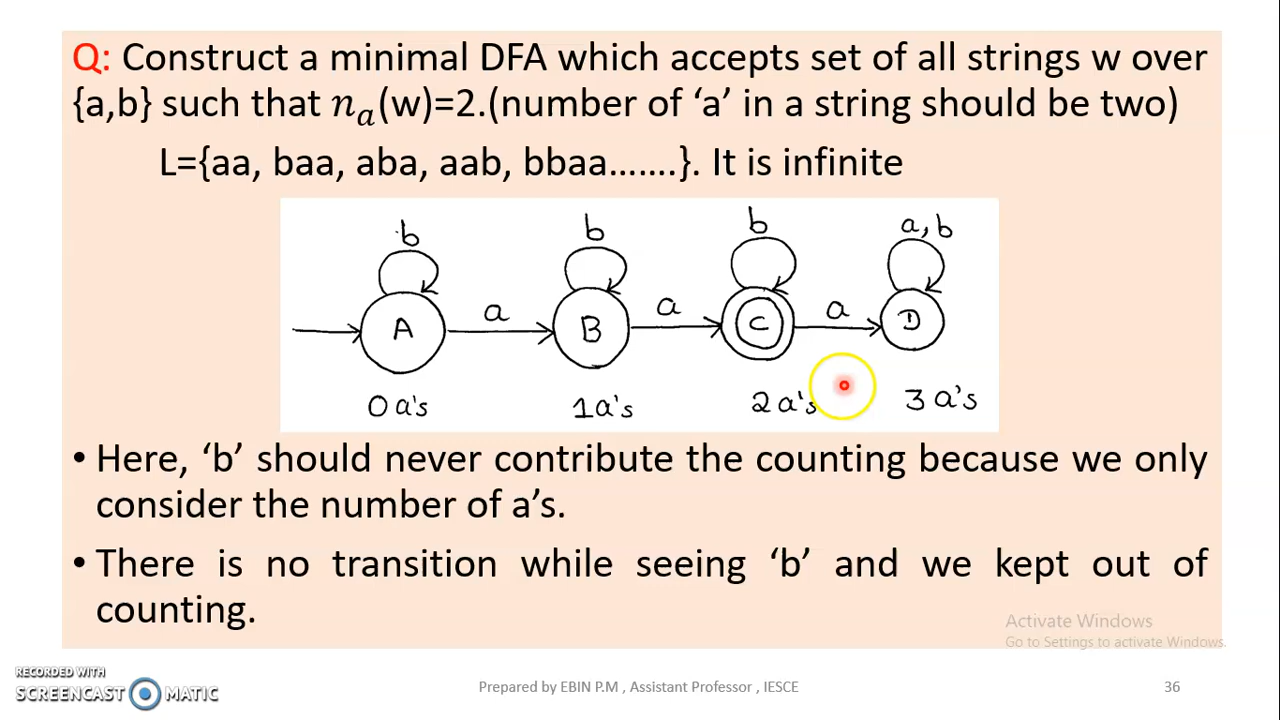 Q: Construct a minimal DFA which accepts set of all strings w over
{a,b} such that nₐ(w)=2.(number of ‘a’ in a string should be two)
L={aa, baa, aba, aab, bbaa.......}. It is infinite
b b b a,b
a a a
A B C D
0 a's 1 a's 2 a's 3 a's
• Here, ‘b’ should never contribute the counting because we only
consider the number of a’s.
• There is no transition while seeing ‘b’ and we kept out of
counting.
Activate Windows
Go to Settings to activate Windows.
RECORDED WITH
SCREENCAST MATIC
Prepared by EBIN P.M , Assistant Professor , IESCE
36